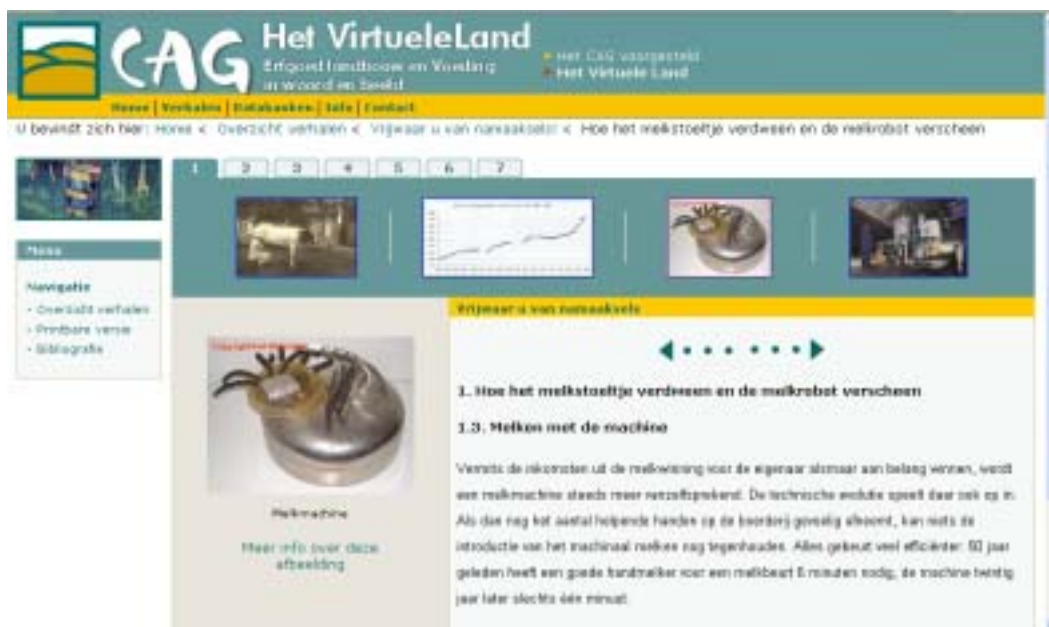 CAG
Het VirtueleLand
Erfgoed landbouw en Voeding
in woord en beeld
Het CAG voorgesteld
Het Virtuele Land
Home | Verhalen | Databanken | Info | Contact
U bevindt zich hier: Home < Overzicht verhalen < Vrijwaar u van namaaksels! < Hoe het melkstoeltje verdween en de melkrobot verscheen
1 2 3 4 5 6 7
Menu
Navigatie
- Overzicht verhalen
- Printbare versie
- Bibliografie
Vrijwaar u van namaaksels
1. Hoe het melkstoeltje verdween en de melkrobot verscheen
1.3. Melken met de machine
Vermits de inkomsten uit de melkwinning voor de eigenaar alsmaar aan belang winnen, wordt
een melkmachine steeds meer vanzelfsprekend. De technische evolutie speelt daar ook op in.
Als dan nog het aantal helpende handen op de boerderij gevoelig afneemt, kan niets de
introductie van het machinaal melken nog tegenhouden. Alles gebeurt veel efficiënter: 50 jaar
geleden heeft een goede handmelker voor een melkbeurt 6 minuten nodig, de machine twintig
jaar later slechts één minuut.
Melkmachine
Meer info over deze
afbeelding